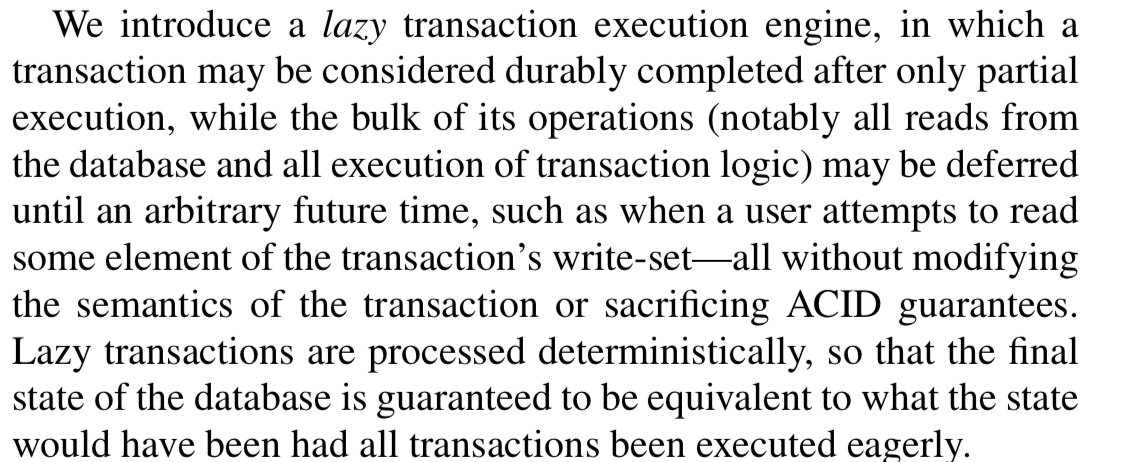 We introduce a lazy transaction execution engine, in which a
transaction may be considered durably completed after only partial
execution, while the bulk of its operations (notably all reads from
the database and all execution of transaction logic) may be deferred
until an arbitrary future time, such as when a user attempts to read
some element of the transaction’s write-set—all without modifying
the semantics of the transaction or sacrificing ACID guarantees.
Lazy transactions are processed deterministically, so that the final
state of the database is guaranteed to be equivalent to what the state
would have been had all transactions been executed eagerly.